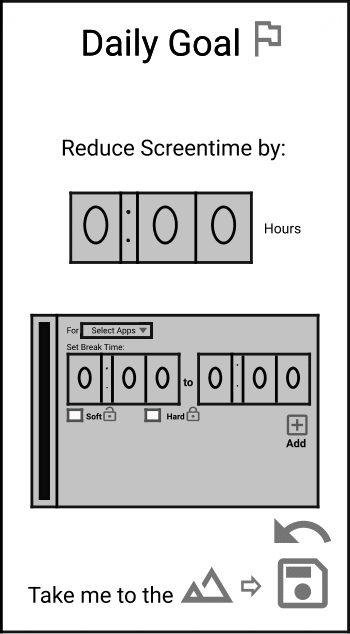 Daily Goal
Reduce Screentime by:
0 : 0 0 Hours
For Select Apps
Set Break Time:
0 : 0 0 to 0 : 0 0
Soft Hard
Add
Take me to the